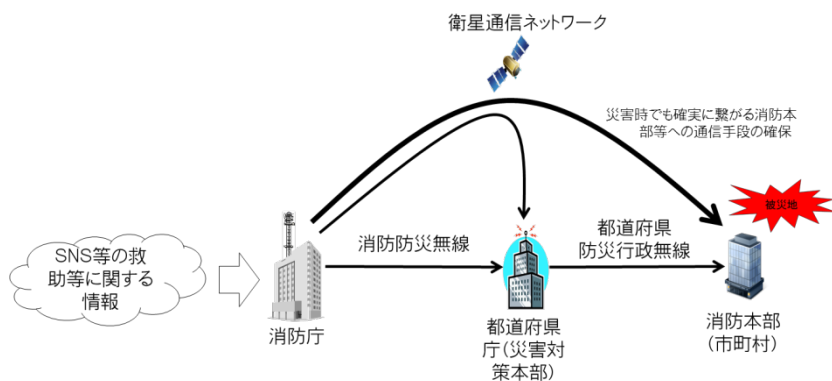 衛星通信ネットワーク
災害時でも確実に繋がる消防本
部等への通信手段の確保
被災地
SNS等の救
助等に関する
情報
消防防災無線
都道府県
防災行政無線
消防庁
都道府県
庁(災害対
策本部)
消防本部
(市町村)